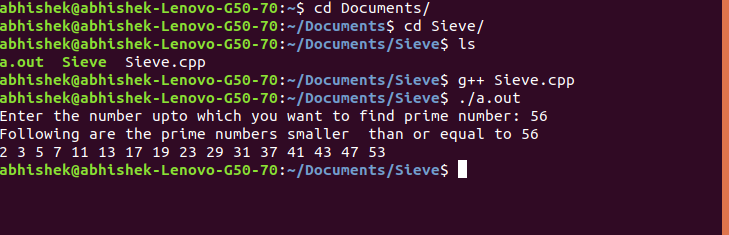 abhishek@abhishek-Lenovo-G50-70:~$ cd Documents/
abhishek@abhishek-Lenovo-G50-70:~/Documents$ cd Sieve/
abhishek@abhishek-Lenovo-G50-70:~/Documents/Sieve$ ls
a.out  Sieve  Sieve.cpp
abhishek@abhishek-Lenovo-G50-70:~/Documents/Sieve$ g++ Sieve.cpp
abhishek@abhishek-Lenovo-G50-70:~/Documents/Sieve$ ./a.out
Enter the number upto which you want to find prime number: 56
Following are the prime numbers smaller  than or equal to 56
2 3 5 7 11 13 17 19 23 29 31 37 41 43 47 53
abhishek@abhishek-Lenovo-G50-70:~/Documents/Sieve$